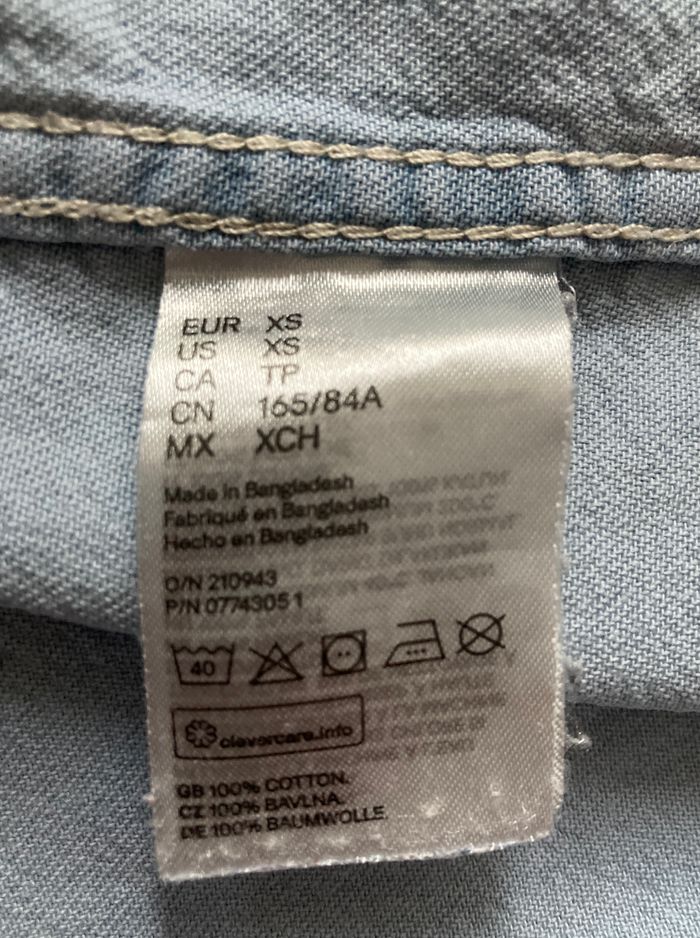 EUR XS
US XS
CA TP
CN 165/84A
MX XCH
Made in Bangladesh
Fabriqué en Bangladesh
Hecho en Bangladesh
O/N 210943
P/N 0774305 1
40
clevercare.info
GB 100% COTTON.
CZ 100% BAVLNA.
DE 100% BAUMWOLLE